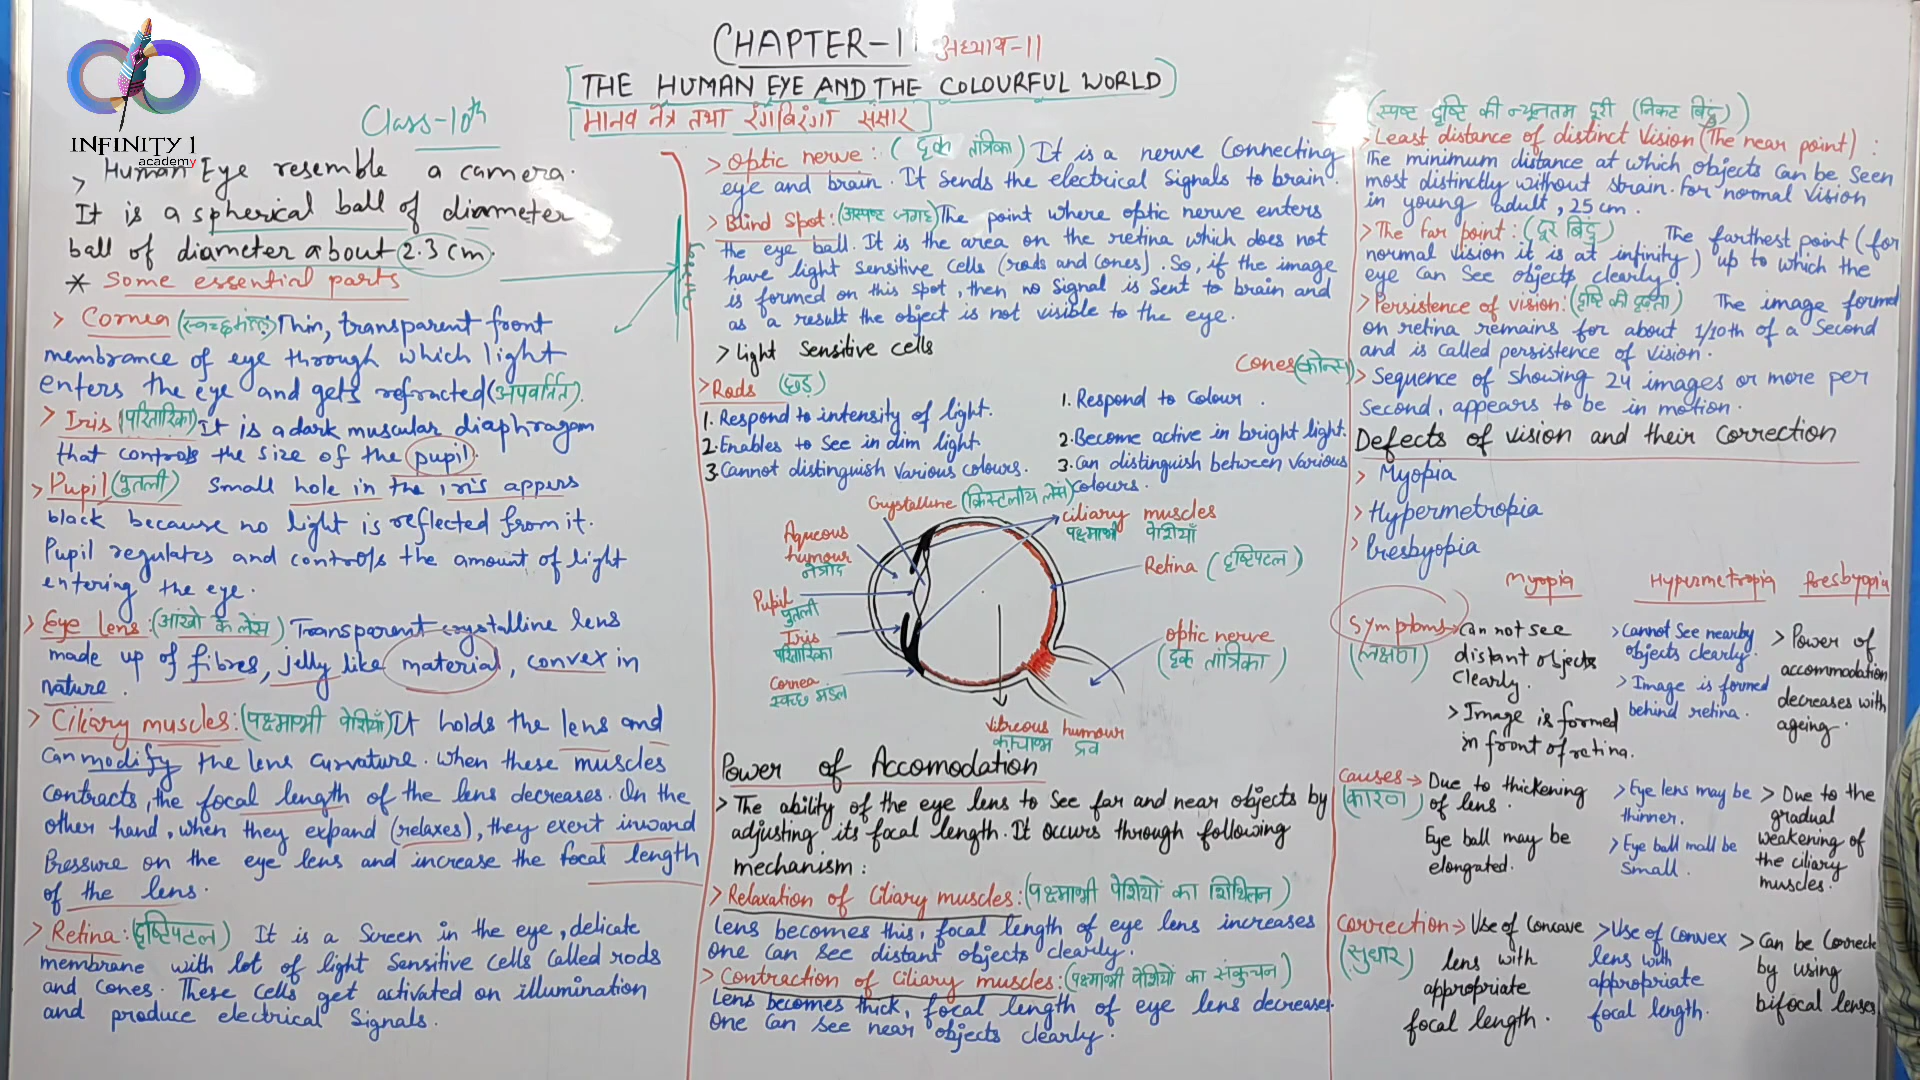 CHAPTER-11 अध्याय-11
THE HUMAN EYE AND THE COLOURFUL WORLD
मानव नेत्र तथा रंगबिरंगा संसार
INFINITY 1
academy
Class-10th
> Human Eye resemble a camera.
It is a spherical ball of diameter
ball of diameter about 2.3 cm.
* Some essential parts
> Cornea (स्वच्छमंडल) Thin, transparent front
membrance of eye through which light
enters the eye and gets refracted (अपवर्तित).
> Iris (परितारिका) It is a dark muscular diaphragm
that controls the size of the pupil.
> Pupil (पुतली) Small hole in the iris appers
black because no light is reflected from it.
Pupil regulates and controls the amount of light
entering the eye.
> Eye lens: (आंखो के लेंस) Transparent crystalline lens
made up of fibres, jelly like material, convex in
nature.
> Ciliary muscles: (पक्ष्माभी पेशियाँ) It holds the lens and
Can modify the lens curvature. When these muscles
contracts, the focal length of the lens decreases. On the
other hand, when they expand (relaxes), they exert inward
Pressure on the eye lens and increase the focal length
of the lens.
> Retina: (दृष्टिपटल) It is a Screen in the eye, delicate
membrane with lot of light sensitive cells called rods
and cones. These cells get activated on illumination
and produce electrical Signals.
> Optic nerve: (दृक तंत्रिका) It is a nerve Connecting
eye and brain. It Sends the electrical Signals to brain.
> Blind Spot: (अस्पष्ट जगह) The point where optic nerve enters
the eye ball. It is the area on the retina which does not
have light sensitive cells (rods and cones). So, if the image
is formed on this spot, then no signal is sent to brain and
as a result the object is not visible to the eye.
> light Sensitive cells
> Rods (छड़)
1. Respond to intensity of light.
2. Enables to See in dim light
3. Cannot distinguish various colours.
Cones (कोन्स)
1. Respond to Colour.
2. Become active in bright light.
3. Can distinguish between various
colours.
Crystalline (क्रिस्टलीय लेंस)
ciliary muscles
पक्ष्माभी पेशियाँ
Aqueous
humour
नेत्रोद
Retina (दृष्टिपटल)
Pupil
पुतली
Iris
परितारिका
optic nerve
(दृक तांत्रिका)
Cornea
स्वच्छ मंडल
vitreous humour
काचाभ द्रव
Power of Accomodation
> The ability of the eye lens to see far and near objects by
adjusting its focal length. It occurs through following
mechanism:
> Relaxation of Ciliary muscles: (पक्ष्माभी पेशियों का शिथितन)
Lens becomes this, focal length of eye lens increases
one can see distant objects clearly.
> Contraction of ciliary muscles: (पक्ष्माभी पेशियों का संकुचन)
Lens becomes thick, focal length of eye lens decreases.
One can see near objects clearly.
(स्पष्ट दृष्टि की न्यूनतम दूरी (निकट बिंदु))
> Least distance of distinct Vision (The near point):
The minimum distance at which objects can be seen
most distinctly without strain. for normal vision
in young adult, 25 cm.
> The far point: (दूर बिंदु) The farthest point (for
normal vision it is at infinity) up to which the
eye can See objects clearly.
> Persistence of vision: (दृष्टि की दृढ़ता) The image formed
on retina remains for about 1/10th of a second
and is called persistence of vision.
> Sequence of showing 24 images or more per
second, appears to be in motion.
Defects of vision and their Correction
> Myopia
> Hypermetropia
> Presbyopia
Myopia Hypermetropia Presbyopia
Symptoms (लक्षण)
> Can not see
distant objects
clearly.
> Image is formed
in front of retina.
> Cannot See nearby
objects clearly.
> Image is formed
behind retina.
> Power of
accommodation
decreases with
ageing.
Causes (कारण)
> Due to thickening
of lens.
Eye ball may be
elongated.
> Eye lens may be
thinner.
> Eye ball mall be
Small.
> Due to the
gradual
weakening of
the ciliary
muscles.
Correction (सुधार)
> Use of Concave
lens with
appropriate
focal length.
> Use of Convex
lens with
appropriate
focal length.
> Can be Correcte
by using
bifocal lenses